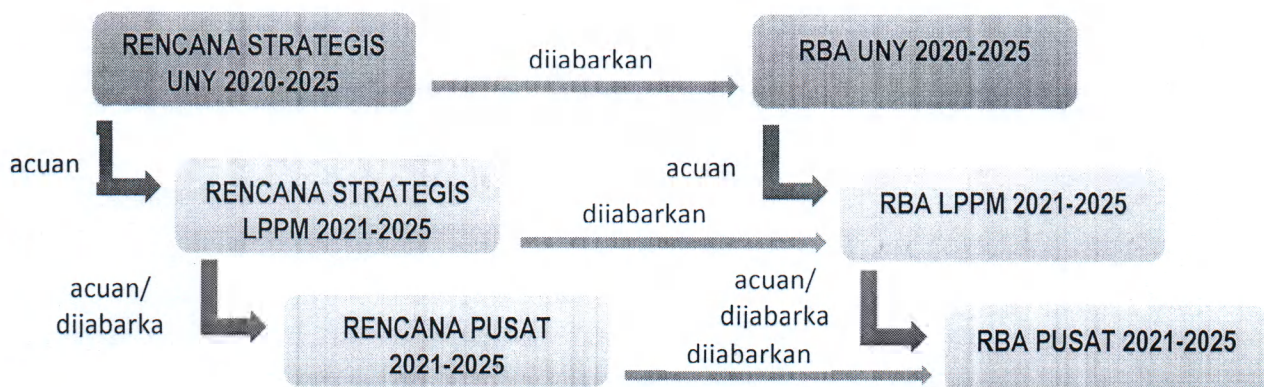 RENCANA STRATEGIS
UNY 2020-2025
diiabarkan
RBA UNY 2020-2025
acuan
RENCANA STRATEGIS
LPPM 2021-2025
diiabarkan
acuan
RBA LPPM 2021-2025
acuan/
dijabarka
RENCANA PUSAT
2021-2025
acuan/
dijabarka
diiabarkan
RBA PUSAT 2021-2025